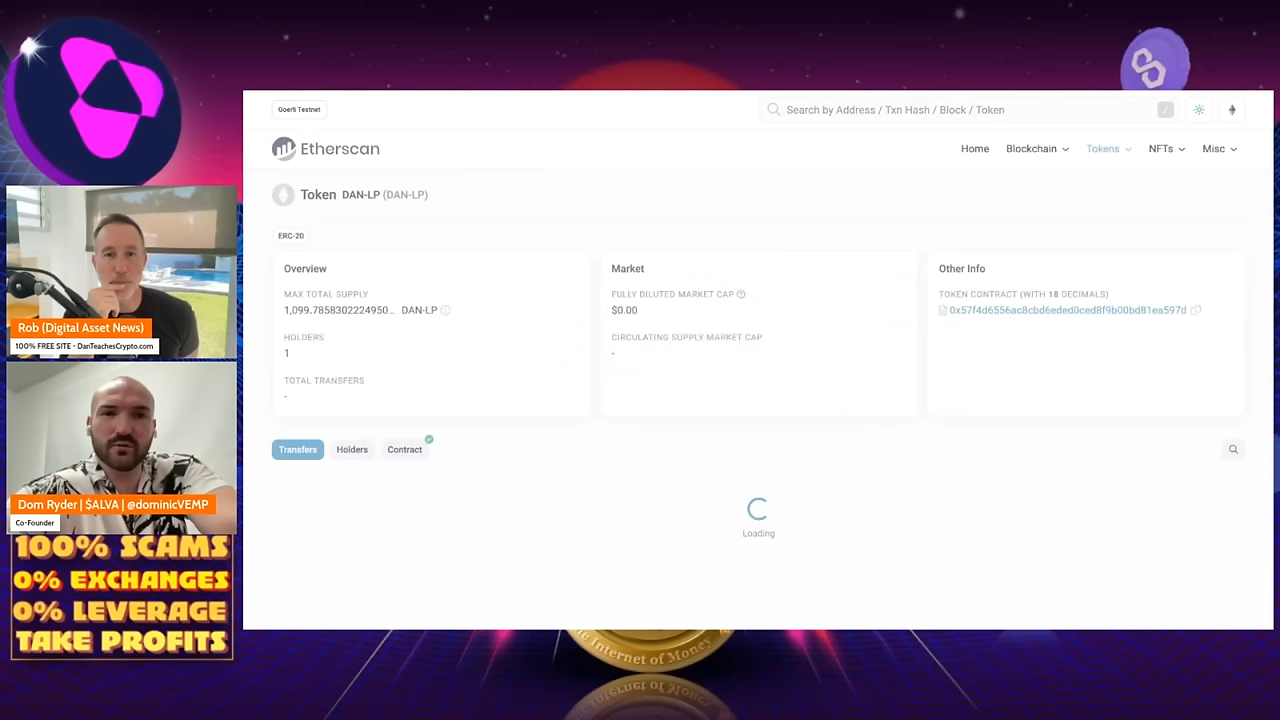 Goerli Testnet
Search by Address / Txn Hash / Block / Token
/
Etherscan
Home
Blockchain
Tokens
NFTs
Misc
Token DAN-LP (DAN-LP)
ERC-20
Overview
MAX TOTAL SUPPLY
1,099.7858302224950... DAN-LP
HOLDERS
1
TOTAL TRANSFERS
-
Market
FULLY DILUTED MARKET CAP
$0.00
CIRCULATING SUPPLY MARKET CAP
-
Other Info
TOKEN CONTRACT (WITH 18 DECIMALS)
0x57f4d6556ac8cbd6eded0ced8f9b00bd81ea597d
Transfers
Holders
Contract
Loading
Rob (Digital Asset News)
100% FREE SITE - DanTeachesCrypto.com
Dom Ryder | $ALVA | @dominicVEMP
Co-Founder
100% SCAMS
0% EXCHANGES
0% LEVERAGE
TAKE PROFITS
The Internet of Money